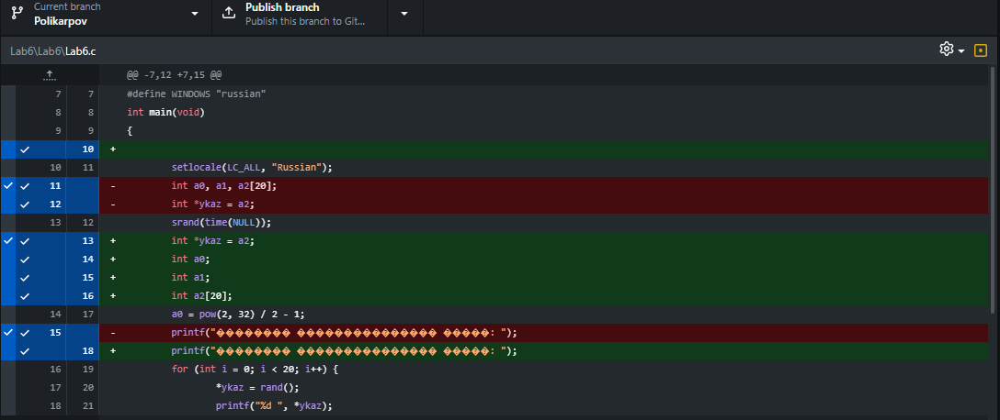 Current branch
Polikarpov
Publish branch
Publish this branch to Git...
Lab6\Lab6\Lab6.c
@@ -7,12 +7,15 @@
7 7 #define WINDOWS "russian"
8 8 int main(void)
9 9 {
10 +
10 11 setlocale(LC_ALL, "Russian");
11 - int a0, a1, a2[20];
12 - int *ykaz = a2;
13 12 srand(time(NULL));
13 + int *ykaz = a2;
14 + int a0;
15 + int a1;
16 + int a2[20];
14 17 a0 = pow(2, 32) / 2 - 1;
15 - printf("�������� ������������������ �����: ");
18 + printf("�������� ������������������ �����: ");
16 19 for (int i = 0; i < 20; i++) {
17 20 *ykaz = rand();
18 21 printf("%d ", *ykaz);